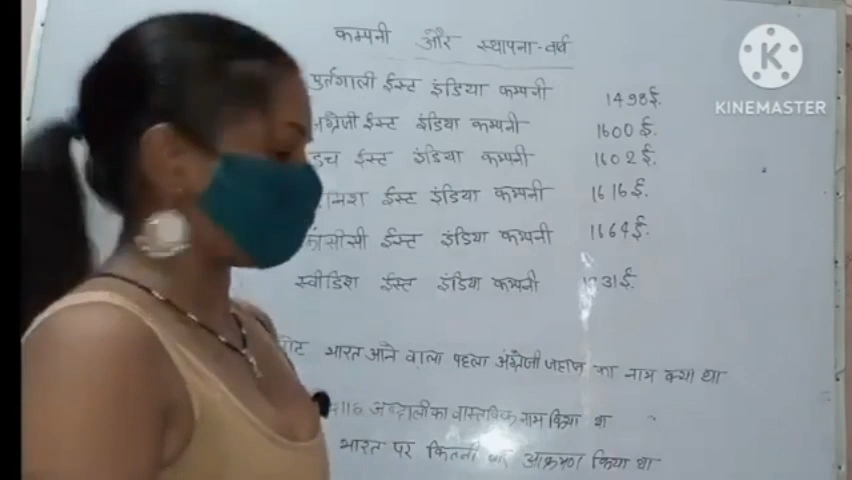 कम्पनी और स्थापना-वर्ष
पुर्तगाली ईस्ट इंडिया कम्पनी 1498ई.
ईस्ट इंडिया कम्पनी 1600ई.
डच ईस्ट इंडिया कम्पनी 1602ई.
ईस्ट इंडिया कम्पनी 1616ई.
ईस्ट इंडिया कम्पनी 1664ई.
स्वीडिश ईस्ट इंडिया कम्पनी
भारत आने वाला पहला अंग्रेजी जहाज का नाम क्या था
अब्दाली का वास्तविक नाम किया था
भारत पर कितनी बार आक्रमण किया था
KINEMASTER